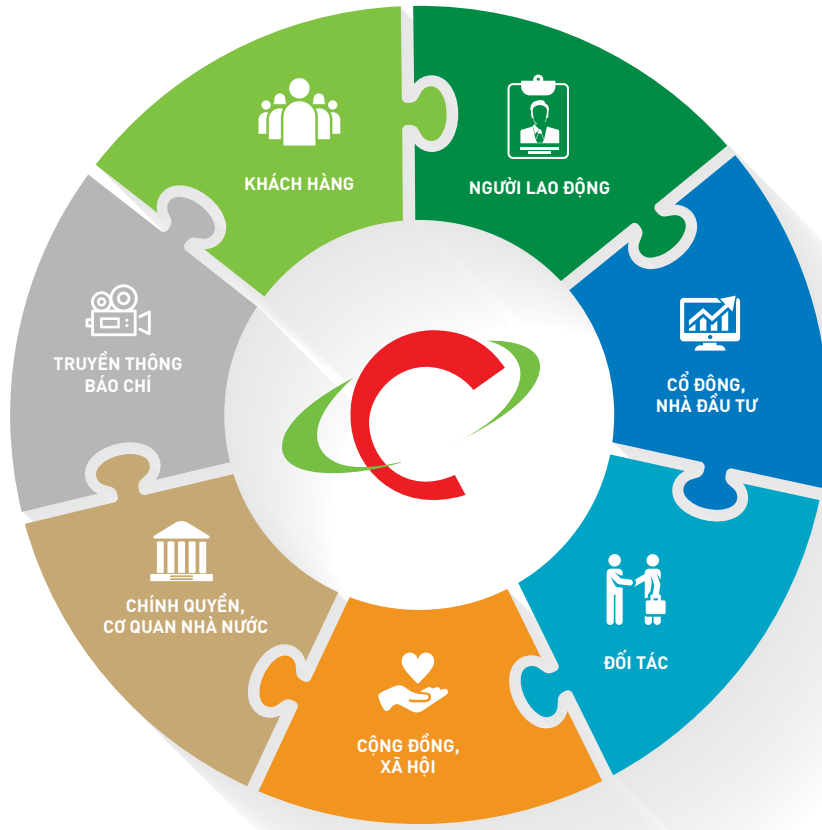 KHÁCH HÀNG
NGƯỜI LAO ĐỘNG
CỔ ĐÔNG,
NHÀ ĐẦU TƯ
ĐỐI TÁC
CỘNG ĐỒNG,
XÃ HỘI
CHÍNH QUYỀN,
CƠ QUAN NHÀ NƯỚC
TRUYỀN THÔNG
BÁO CHÍ